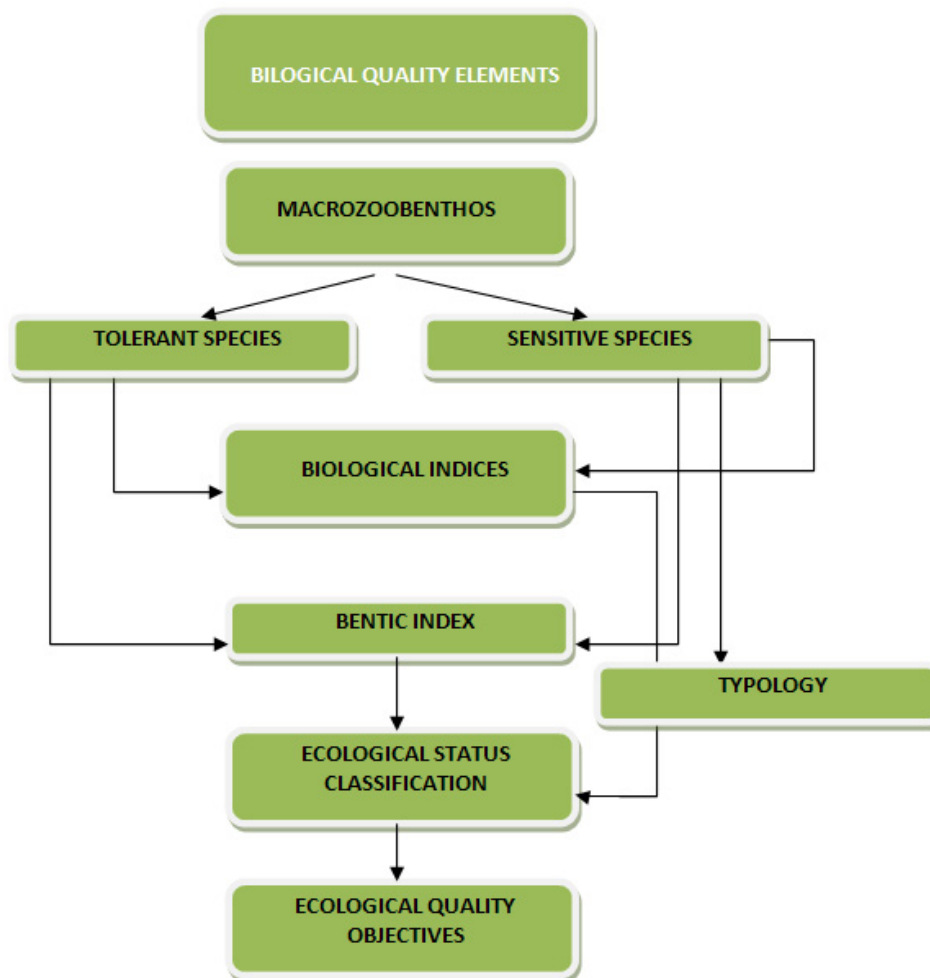 BILOGICAL QUALITY ELEMENTS
MACROZOOBENTHOS
TOLERANT SPECIES
SENSITIVE SPECIES
BIOLOGICAL INDICES
BENTIC INDEX
TYPOLOGY
ECOLOGICAL STATUS
CLASSIFICATION
ECOLOGICAL QUALITY
OBJECTIVES